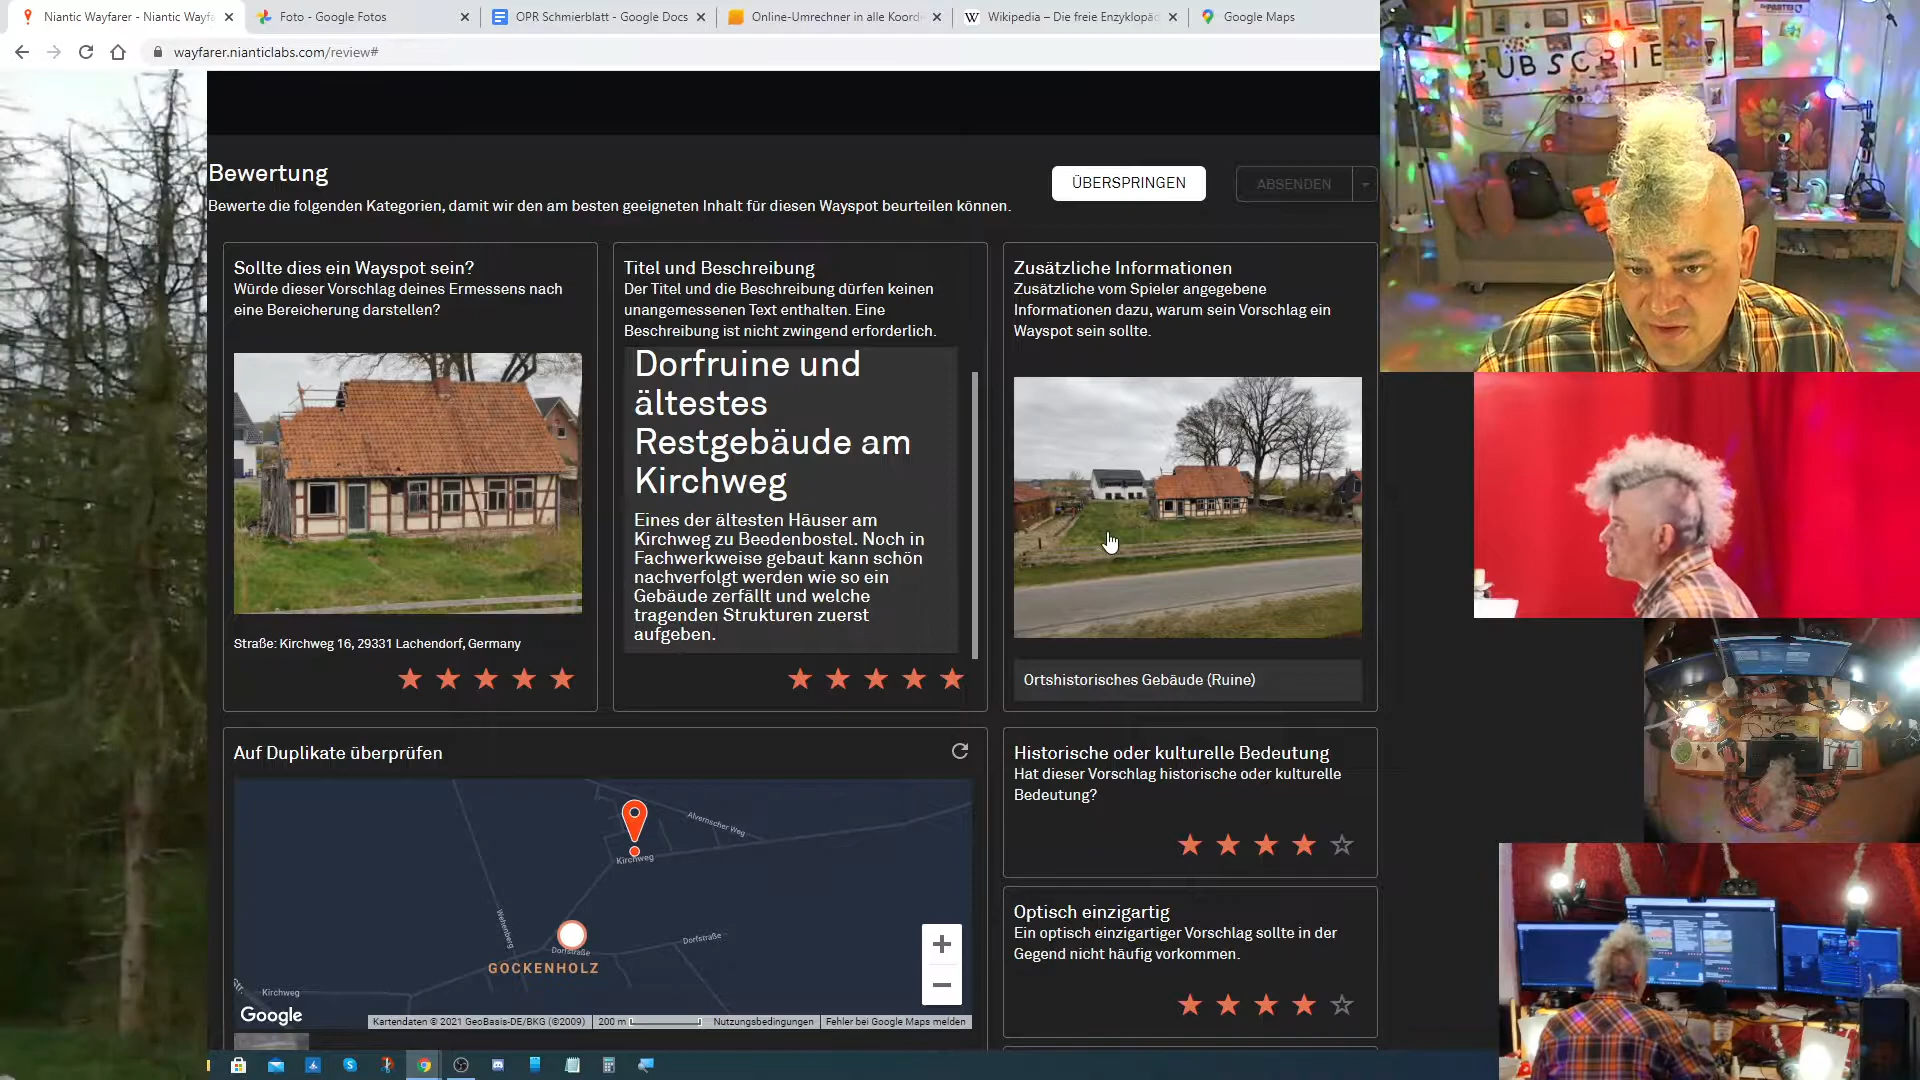 Niantic Wayfarer - Niantic Wayfa
Foto - Google Fotos
OPR Schmierblatt - Google Docs
Online-Umrechner in alle Koord
Wikipedia – Die freie Enzyklopäd
Google Maps
wayfarer.nianticlabs.com/review#
SUBSCRIBE
Bewertung
Bewerte die folgenden Kategorien, damit wir den am besten geeigneten Inhalt für diesen Wayspot beurteilen können.
ÜBERSPRINGEN
ABSENDEN
Sollte dies ein Wayspot sein?
Würde dieser Vorschlag deines Ermessens nach
eine Bereicherung darstellen?
Straße: Kirchweg 16, 29331 Lachendorf, Germany
Titel und Beschreibung
Der Titel und die Beschreibung dürfen keinen
unangemessenen Text enthalten. Eine
Beschreibung ist nicht zwingend erforderlich.
Dorfruine und
ältestes
Restgebäude am
Kirchweg
Eines der ältesten Häuser am
Kirchweg zu Beedenbostel. Noch in
Fachwerkweise gebaut kann schön
nachverfolgt werden wie so ein
Gebäude zerfällt und welche
tragenden Strukturen zuerst
aufgeben.
Zusätzliche Informationen
Zusätzliche vom Spieler angegebene
Informationen dazu, warum sein Vorschlag ein
Wayspot sein sollte.
Ortshistorisches Gebäude (Ruine)
Auf Duplikate überprüfen
Alvernscher Weg
Kirchweg
Wehenberg
Dorfstraße
Dorfstraße
GOCKENHOLZ
Kirchweg
Str.
Google
Kartendaten © 2021 GeoBasis-DE/BKG (©2009)
200 m
Nutzungsbedingungen
Fehler bei Google Maps melden
Historische oder kulturelle Bedeutung
Hat dieser Vorschlag historische oder kulturelle
Bedeutung?
Optisch einzigartig
Ein optisch einzigartiger Vorschlag sollte in der
Gegend nicht häufig vorkommen.